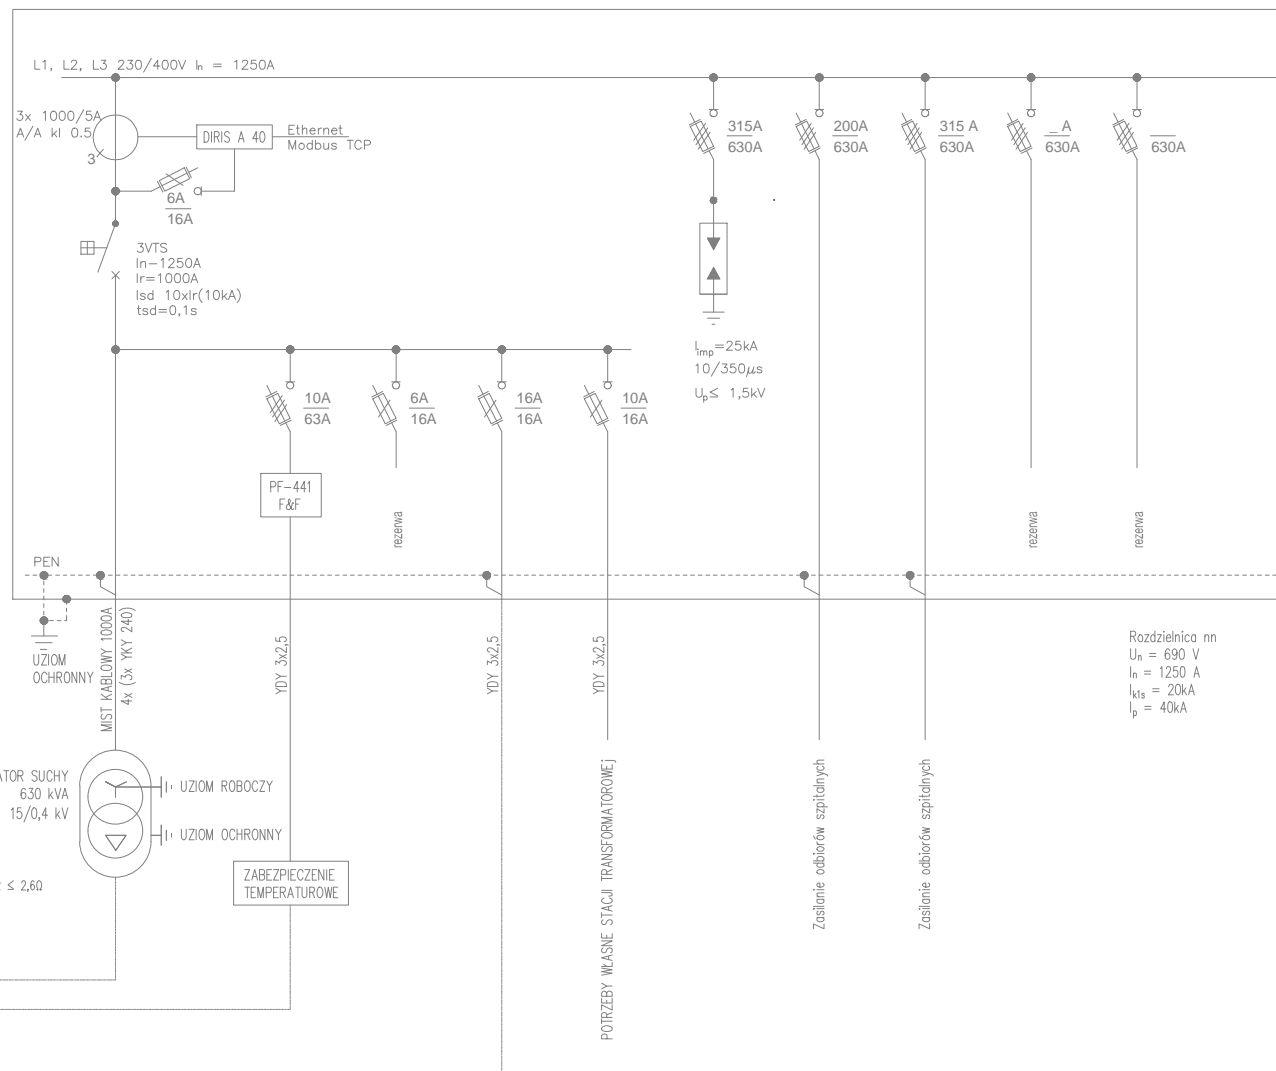 L1, L2, L3 230/400V In = 1250A
3x 1000/5A
A/A kl 0.5
3
DIRIS A 40
Ethernet
Modbus TCP
6A
16A
3VTS
In-1250A
Ir=1000A
Isd 10xIr(10kA)
tsd=0,1s
315A
630A
200A
630A
315 A
630A
_ A
630A
630A
Iimp=25kA
10/350µs
Up≤ 1,5kV
10A
63A
6A
16A
16A
16A
10A
16A
PF-441
F&F
rezerwa
rezerwa
rezerwa
PEN
UZIOM
OCHRONNY
MIST KABLOWY 1000A
4x (3x YKY 240)
YDY 3x2,5
YDY 3x2,5
YDY 3x2,5
Rozdzielnica nn
Un = 690 V
In = 1250 A
Ik1s = 20kA
Ip = 40kA
ATOR SUCHY
630 kVA
15/0,4 kV
UZIOM ROBOCZY
UZIOM OCHRONNY
≤ 2,6Ω
ZABEZPIECZENIE
TEMPERATUROWE
POTRZEBY WŁASNE STACJI TRANSFORMATOROWEJ
Zasilanie odbiorów szpitalnych
Zasilanie odbiorów szpitalnych